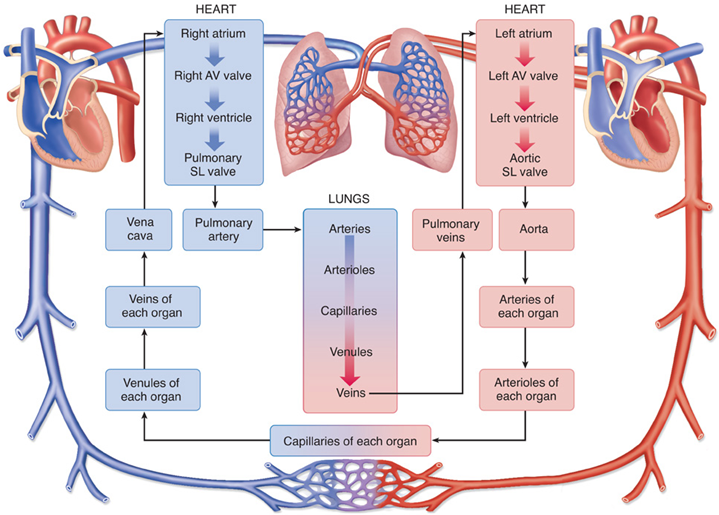 HEART
Right atrium
Right AV valve
Right ventricle
Pulmonary
SL valve
HEART
Left atrium
Left AV valve
Left ventricle
Aortic
SL valve
Vena
cava
Pulmonary
artery
LUNGS
Arteries
Arterioles
Capillaries
Venules
Veins
Pulmonary
veins
Aorta
Veins of
each organ
Arteries of
each organ
Venules of
each organ
Arterioles
of each organ
Capillaries of each organ